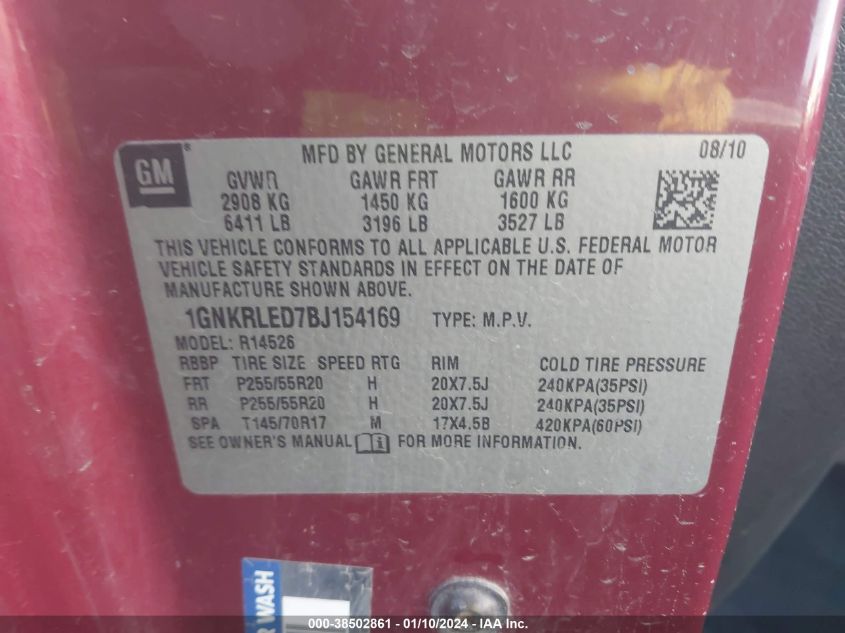 GM ® MFD BY GENERAL MOTORS LLC 08/10
GVWR GAWR FRT GAWR RR
2908 KG 1450 KG 1600 KG
6411 LB 3196 LB 3527 LB
THIS VEHICLE CONFORMS TO ALL APPLICABLE U.S. FEDERAL MOTOR
VEHICLE SAFETY STANDARDS IN EFFECT ON THE DATE OF
MANUFACTURE SHOWN ABOVE.
1GNKRLED7BJ154169 TYPE: M.P.V.
MODEL: R14526
RBBP TIRE SIZE SPEED RTG RIM COLD TIRE PRESSURE
FRT P255/55R20 H 20X7.5J 240KPA(35PSI)
RR P255/55R20 H 20X7.5J 240KPA(35PSI)
SPA T145/70R17 M 17X4.5B 420KPA(60PSI)
SEE OWNER'S MANUAL FOR MORE INFORMATION.
WASH
000-38502861 - 01/10/2024 - IAA Inc.